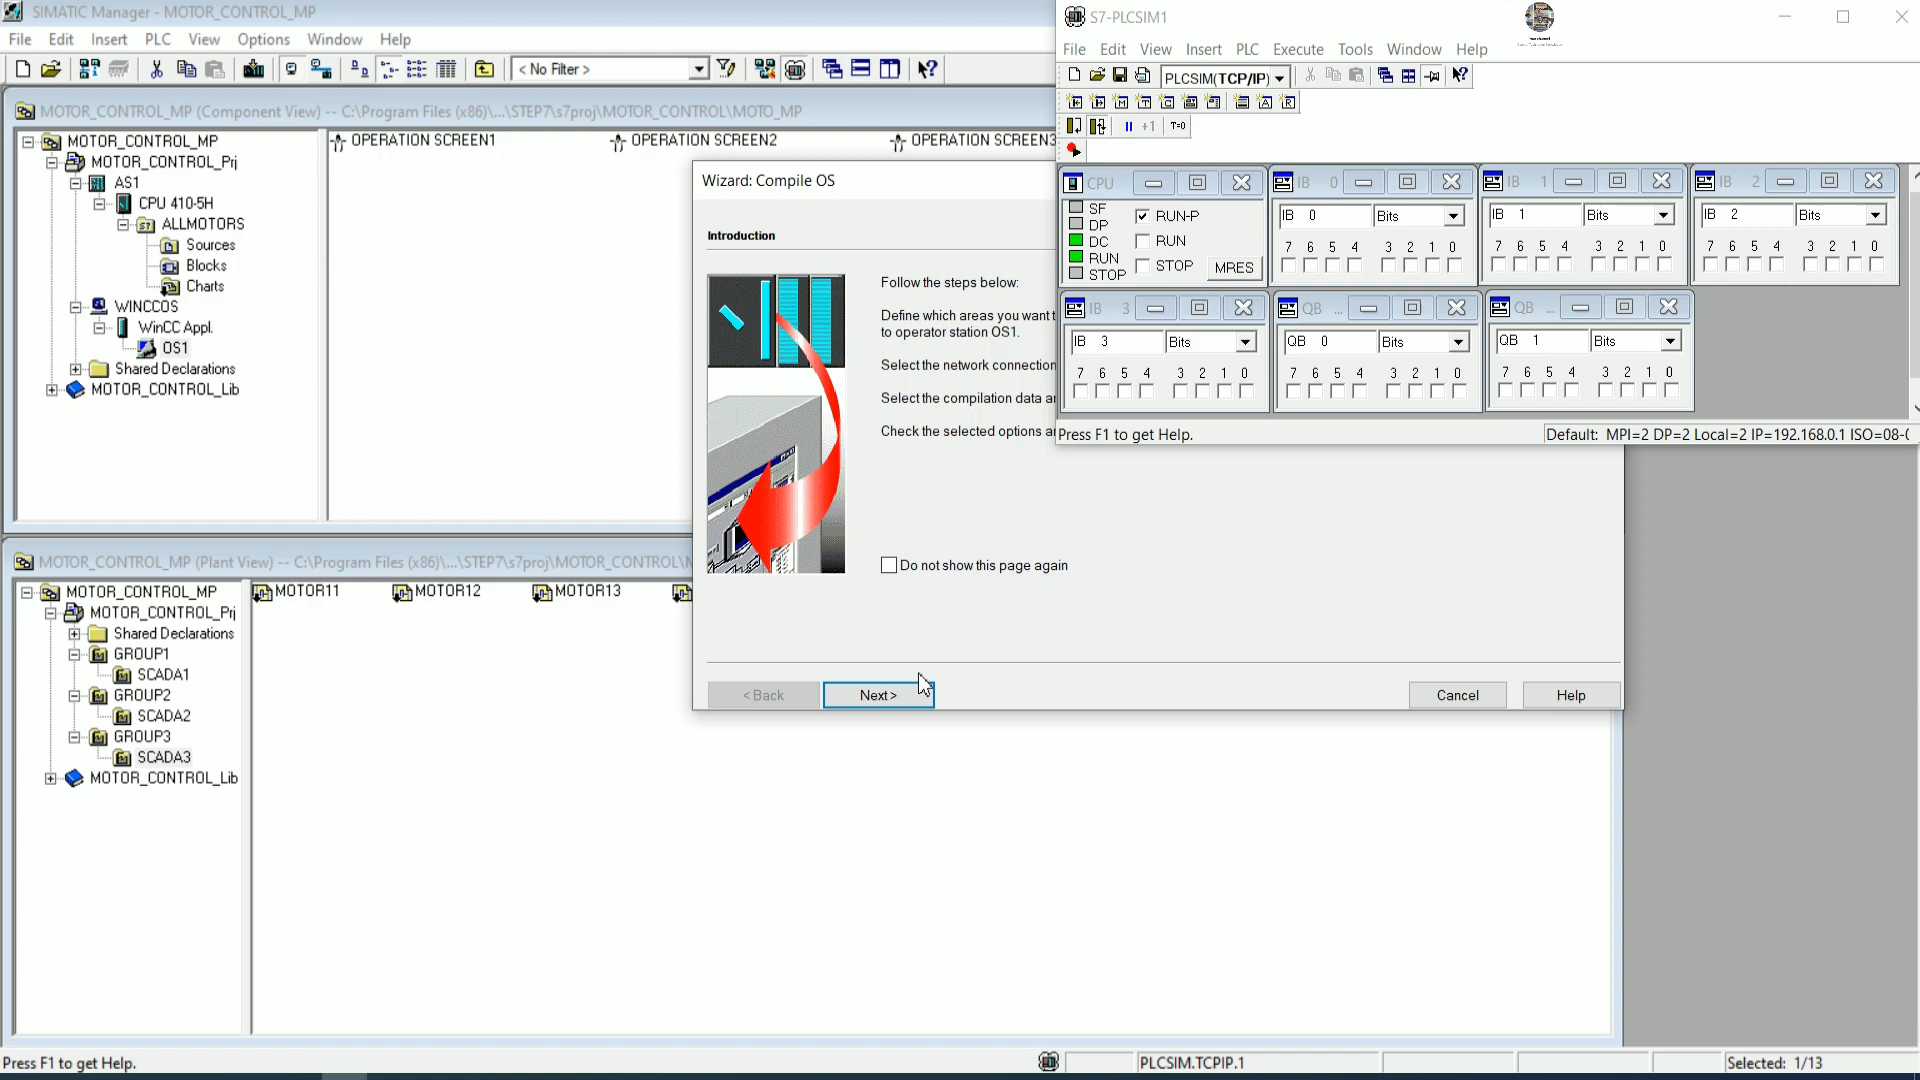 SIMATIC Manager - MOTOR_CONTROL_MP
File Edit Insert PLC View Options Window Help
< No Filter >
MOTOR_CONTROL_MP (Component View) -- C:\Program Files (x86)\...\STEP7\s7proj\MOTOR_CONTROL\MOTO_MP
MOTOR_CONTROL_MP
MOTOR_CONTROL_Prj
AS1
CPU 410-5H
ALLMOTORS
Sources
Blocks
Charts
WINCCOS
WinCC Appl.
OS1
Shared Declarations
MOTOR_CONTROL_Lib
OPERATION SCREEN1 OPERATION SCREEN2 OPERATION SCREEN3
Wizard: Compile OS
Introduction
Follow the steps below:
Define which areas you want t
to operator station OS1.
Select the network connection
Select the compilation data a
Check the selected options a
Do not show this page again
< Back Next > Cancel Help
S7-PLCSIM1
File Edit View Insert PLC Execute Tools Window Help
PLCSIM(TCP/IP)
+1 T=0
CPU
SF
DP
DC
RUN
STOP
RUN-P
RUN
STOP MRES
IB 0
IB 0 Bits
7 6 5 4 3 2 1 0
IB 1
IB 1 Bits
7 6 5 4 3 2 1 0
IB 2
IB 2 Bits
7 6 5 4 3 2 1 0
IB 3
IB 3 Bits
7 6 5 4 3 2 1 0
QB ...
QB 0 Bits
7 6 5 4 3 2 1 0
QB ...
QB 1 Bits
7 6 5 4 3 2 1 0
Press F1 to get Help. Default: MPI=2 DP=2 Local=2 IP=192.168.0.1 ISO=08-(
MOTOR_CONTROL_MP (Plant View) -- C:\Program Files (x86)\...\STEP7\s7proj\MOTOR_CONTROL\M
MOTOR_CONTROL_MP
MOTOR_CONTROL_Prj
Shared Declarations
GROUP1
SCADA1
GROUP2
SCADA2
GROUP3
SCADA3
MOTOR_CONTROL_Lib
MOTOR11 MOTOR12 MOTOR13
Press F1 to get Help. PLCSIM.TCPIP.1 Selected: 1/13